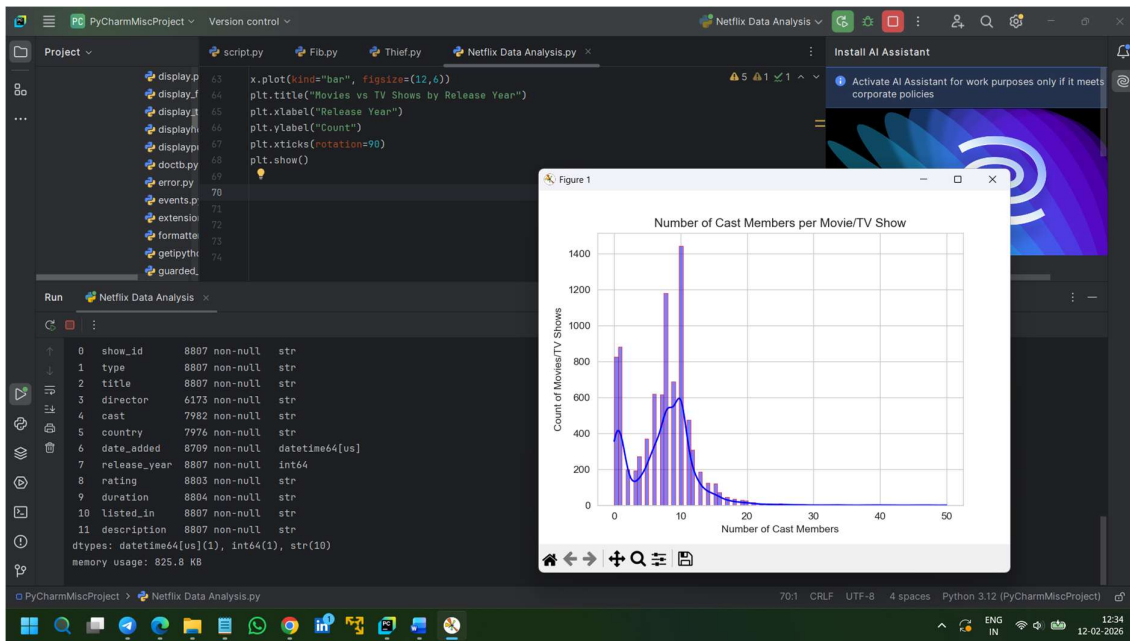 PC PyCharmMiscProject Version control Netflix Data Analysis
Project script.py Fib.py Thief.py Netflix Data Analysis.py Install AI Assistant
display.p
display_f
display_t
doctb.py
error.py
events.p
extension
formatte
guarded_
63 x.plot(kind="bar", figsize=(12,6))
64 plt.title("Movies vs TV Shows by Release Year")
65 plt.xlabel("Release Year")
66 plt.ylabel("Count")
67 plt.xticks(rotation=90)
68 plt.show()
69
70
71
72
73
74
5 1 1
Activate AI Assistant for work purposes only if it meets
corporate policies
Run Netflix Data Analysis
0 show_id 8807 non-null str
1 type 8807 non-null str
2 title 8807 non-null str
3 director 6173 non-null str
4 cast 7982 non-null str
5 country 7976 non-null str
6 date_added 8709 non-null datetime64[us]
7 release_year 8807 non-null int64
8 rating 8803 non-null str
9 duration 8804 non-null str
10 listed_in 8807 non-null str
11 description 8807 non-null str
dtypes: datetime64[us](1), int64(1), str(10)
memory usage: 825.8 KB
Figure 1
Number of Cast Members per Movie/TV Show
Count of Movies/TV Shows
1400
1200
1000
800
600
400
200
0
0 10 20 30 40 50
Number of Cast Members
PyCharmMiscProject > Netflix Data Analysis.py 70:1 CRLF UTF-8 4 spaces Python 3.12 (PyCharmMiscProject)
ENG
IN
12:34
12-02-2026